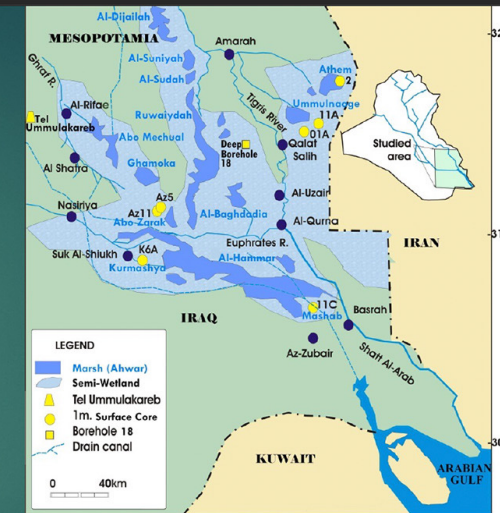 Al-Dijailah
32
MESOPOTAMIA
Amarah
Al-Suniyah
Ghraf R.
Athem
Al-Sudah
2
Tigris River
Ummulnaage
Al-Rifae
Ruwaiydah
11A
Tel
Ummulakareb
01A
Abo Mechual
Deep
Borehole
18
Qalat
Salih
Studied
area
Al Shatra
Ghamoka
Az5
Al-Uzair
Nasiriya
Az11
Al-Baghdadia
Abo-Zarak
Al-Qurna
31
Euphrates R.
IRAN
K6A
Suk Al-Shiukh
Al-Hammar
Kurmashya
11C
Basrah
IRAQ
Mashab
LEGEND
Az-Zubair
Shatt Al-Arab
Marsh (Ahwar)
Semi-Wetland
Tel Ummulakareb
1m. Surface Core
Borehole 18
Drain canal
30
KUWAIT
ARABIAN
GULF
0 40km